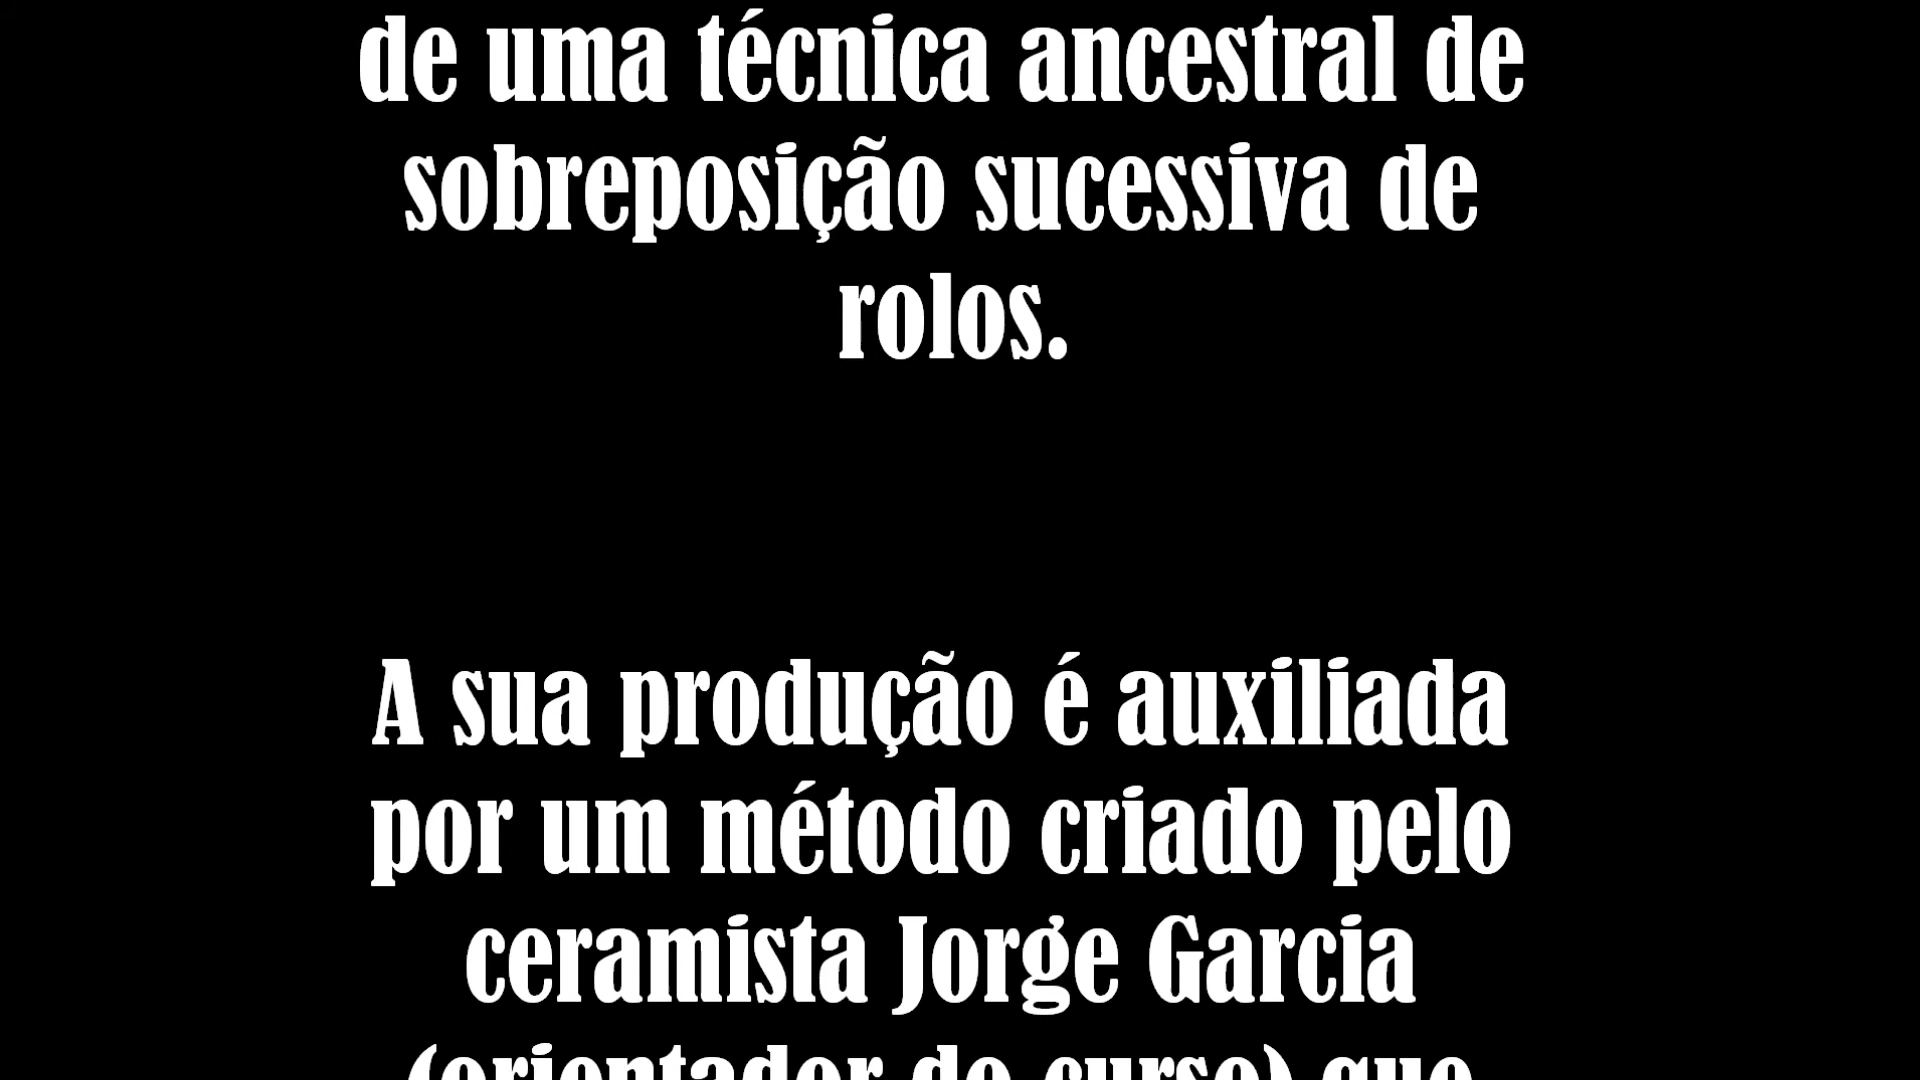 de uma técnica ancestral de
sobreposição sucessiva de
rolos.
A sua produção é auxiliada
por um método criado pelo
ceramista Jorge Garcia
(orientador do curso) que